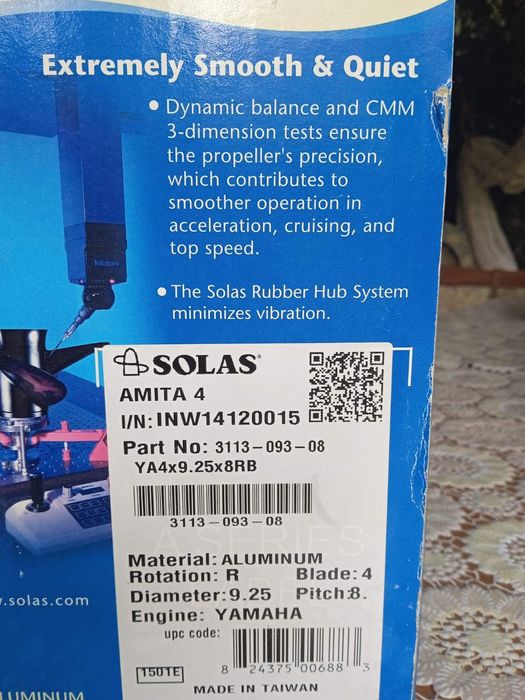 Extremely Smooth & Quiet
• Dynamic balance and CMM
3-dimension tests ensure
the propeller's precision,
which contributes to
smoother operation in
acceleration, cruising, and
top speed.
• The Solas Rubber Hub System
minimizes vibration.
SOLAS®
AMITA 4
I/N: INW14120015
Part No: 3113-093-08
YA4x9.25x8RB
3113-093-08
Material: ALUMINUM
Rotation: R Blade: 4
Diameter: 9.25 Pitch: 8.
Engine: YAMAHA
upc code:
1501E
8 24375 00688 3
MADE IN TAIWAN
.solas.com
LUMINUM
A SERIES